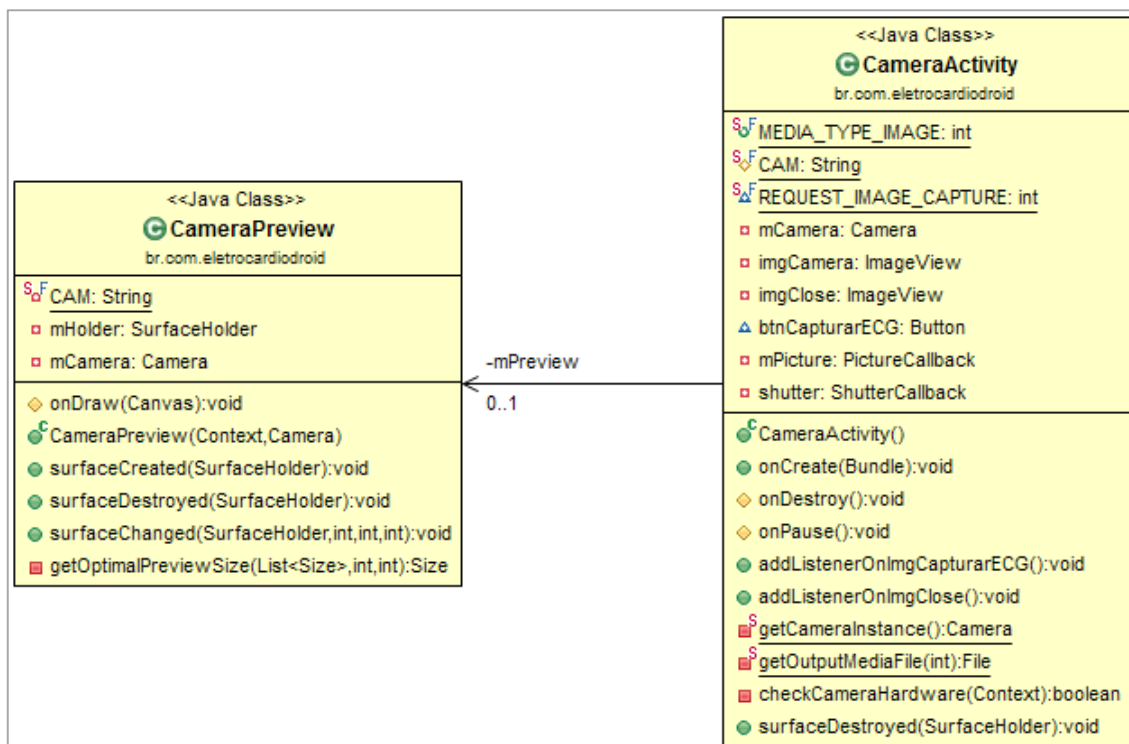 <<Java Class>>
CameraPreview
br.com.eletrocardiodroid
CAM: String
mHolder: SurfaceHolder
mCamera: Camera
onDraw(Canvas):void
CameraPreview(Context,Camera)
surfaceCreated(SurfaceHolder):void
surfaceDestroyed(SurfaceHolder):void
surfaceChanged(SurfaceHolder,int,int,int):void
getOptimalPreviewSize(List<Size>,int,int):Size
-mPreview
0..1
<<Java Class>>
CameraActivity
br.com.eletrocardiodroid
MEDIA_TYPE_IMAGE: int
CAM: String
REQUEST_IMAGE_CAPTURE: int
mCamera: Camera
imgCamera: ImageView
imgClose: ImageView
btnCapturarECG: Button
mPicture: PictureCallback
shutter: ShutterCallback
CameraActivity()
onCreate(Bundle):void
onDestroy():void
onPause():void
addListenerOnImgCapturarECG():void
addListenerOnImgClose():void
getCameraInstance():Camera
getOutputMediaFile(int):File
checkCameraHardware(Context):boolean
surfaceDestroyed(SurfaceHolder):void